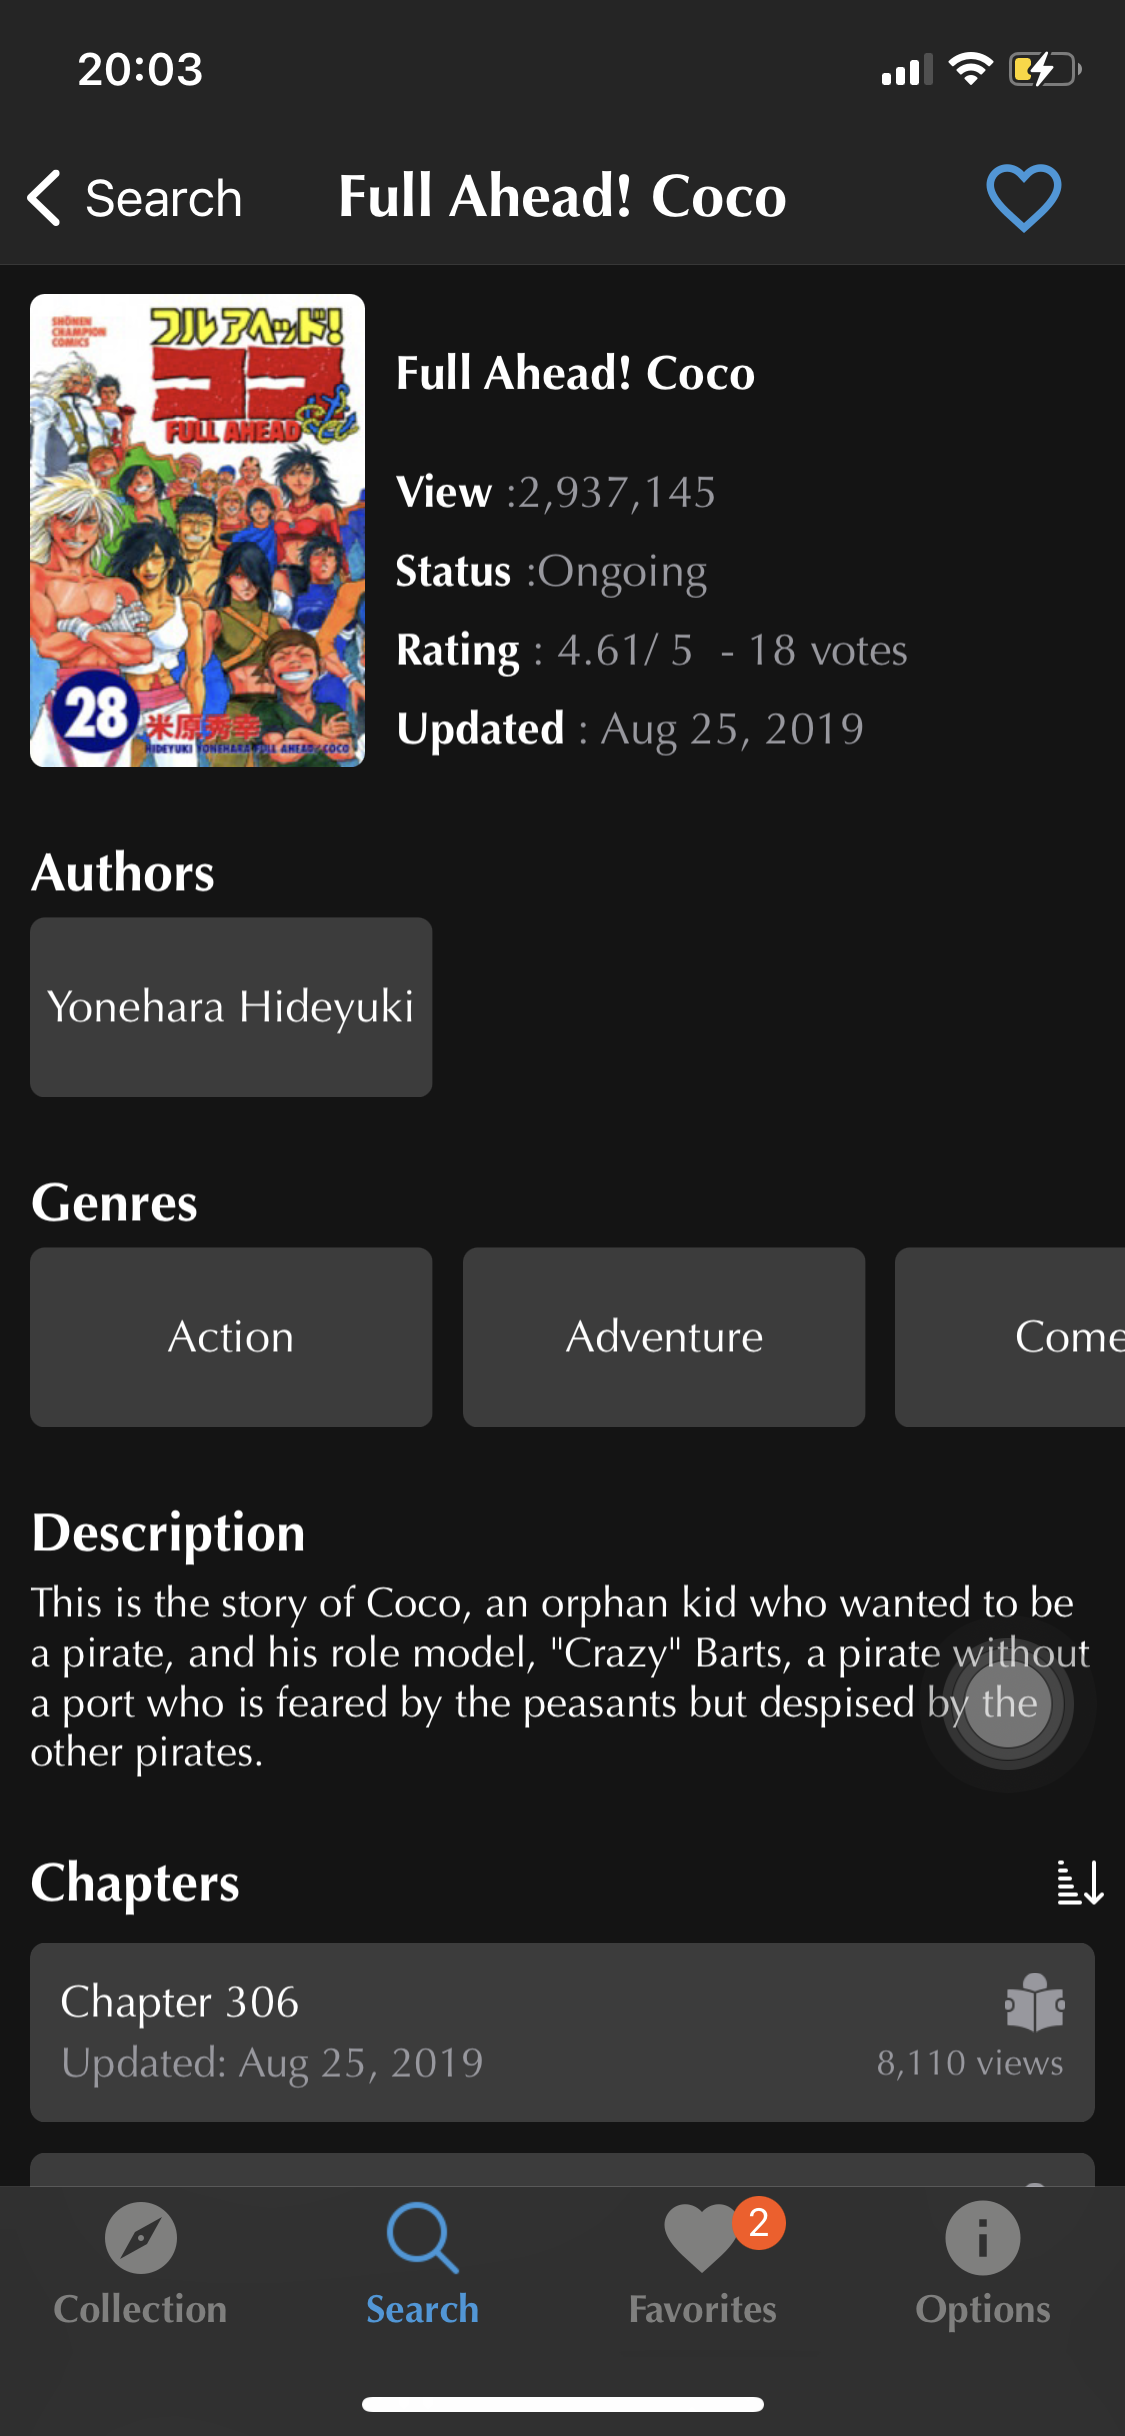 20:03
Search
Full Ahead! Coco
SHŌNEN
CHAMPION
COMICS
フルアヘッド!
ココ
FULL AHEAD
28
米原秀幸
HIDEYUKI YONEHARA FULL AHEAD! COCO
Full Ahead! Coco
View :2,937,145
Status :Ongoing
Rating : 4.61/ 5 - 18 votes
Updated : Aug 25, 2019
Authors
Yonehara Hideyuki
Genres
Action
Adventure
Come
Description
This is the story of Coco, an orphan kid who wanted to be
a pirate, and his role model, "Crazy" Barts, a pirate without
a port who is feared by the peasants but despised by the
other pirates.
Chapters
Chapter 306
Updated: Aug 25, 2019
8,110 views
2
Collection
Search
Favorites
Options